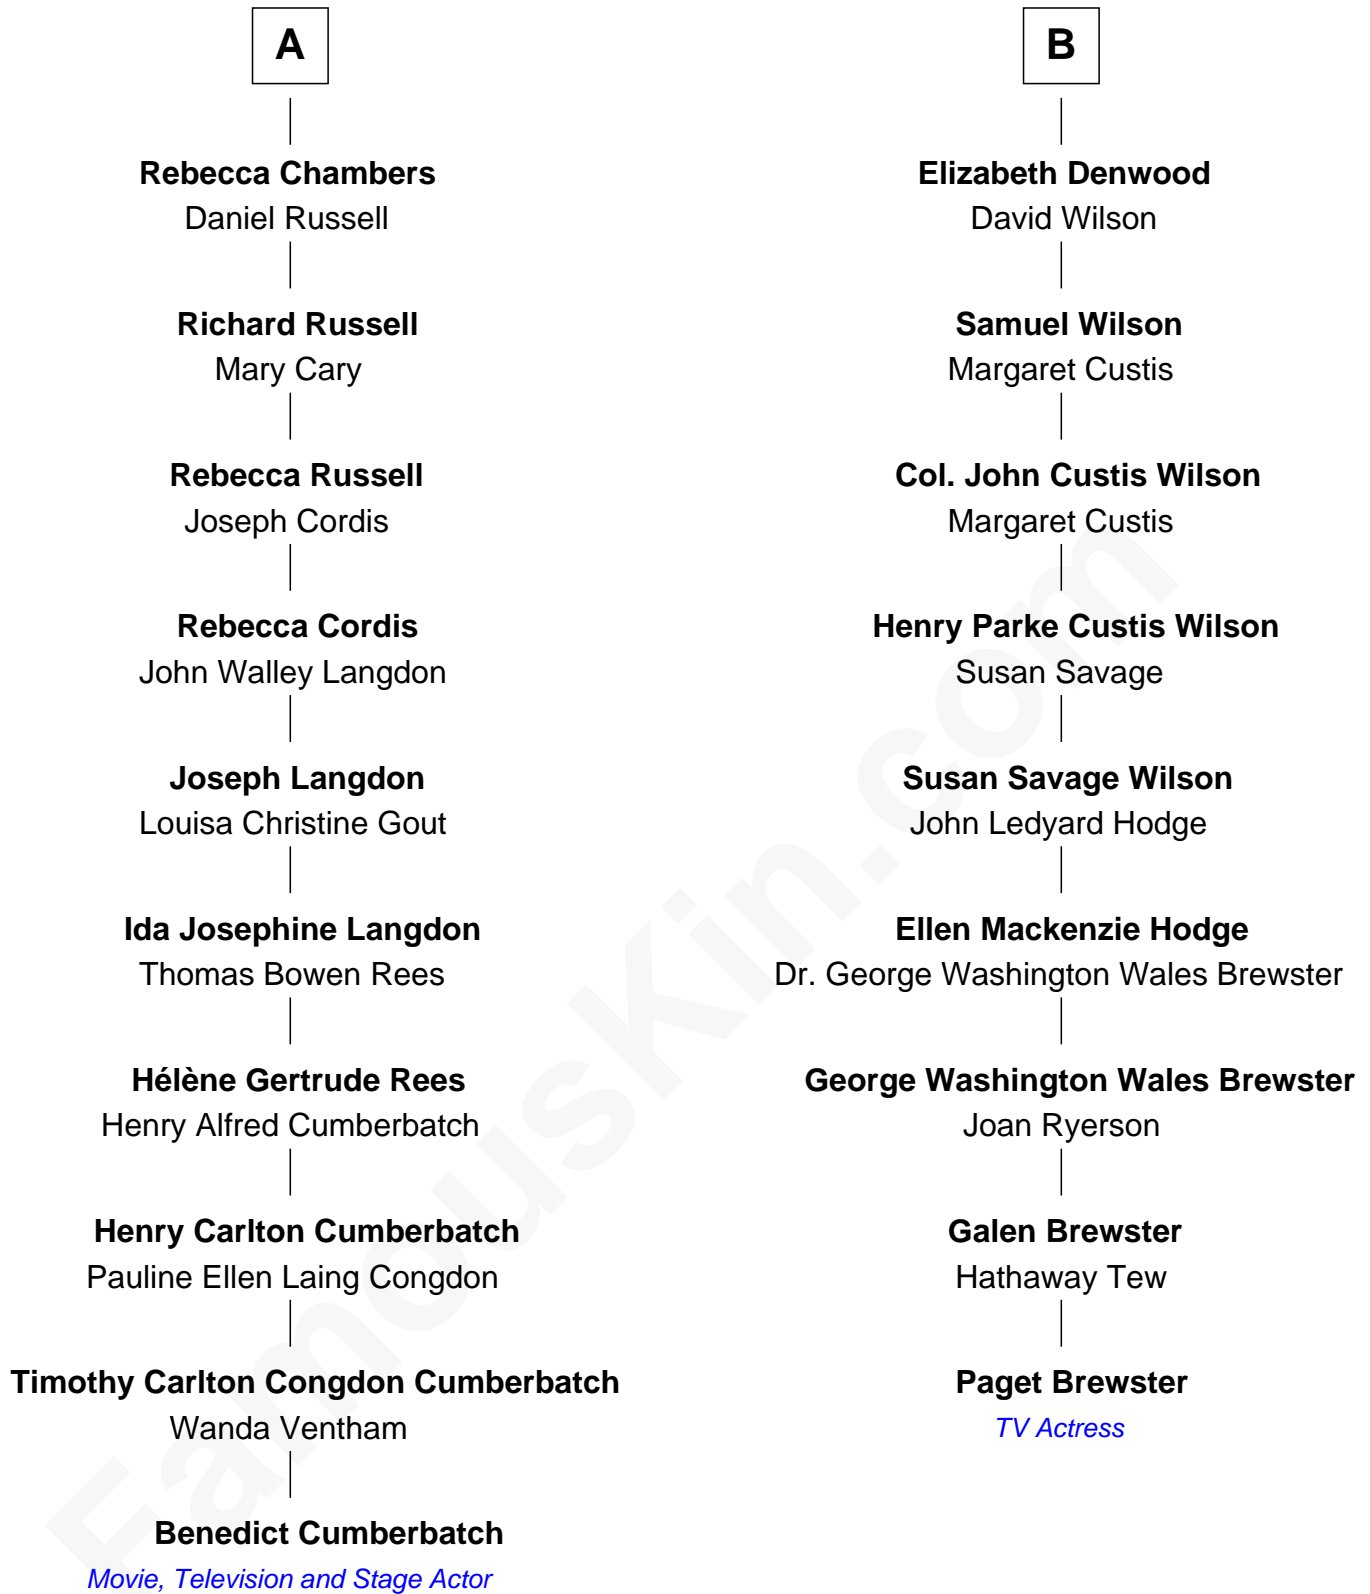 A
Rebecca Chambers
Daniel Russell
Richard Russell
Mary Cary
Rebecca Russell
Joseph Cordis
Rebecca Cordis
John Walley Langdon
Joseph Langdon
Louisa Christine Gout
Ida Josephine Langdon
Thomas Bowen Rees
Hélène Gertrude Rees
Henry Alfred Cumberbatch
Henry Carlton Cumberbatch
Pauline Ellen Laing Congdon
Timothy Carlton Congdon Cumberbatch
Wanda Ventham
Benedict Cumberbatch
Movie, Television and Stage Actor
B
Elizabeth Denwood
David Wilson
Samuel Wilson
Margaret Custis
Col. John Custis Wilson
Margaret Custis
Henry Parke Custis Wilson
Susan Savage
Susan Savage Wilson
John Ledyard Hodge
Ellen Mackenzie Hodge
Dr. George Washington Wales Brewster
George Washington Wales Brewster
Joan Ryerson
Galen Brewster
Hathaway Tew
Paget Brewster
TV Actress
FamousKin.com